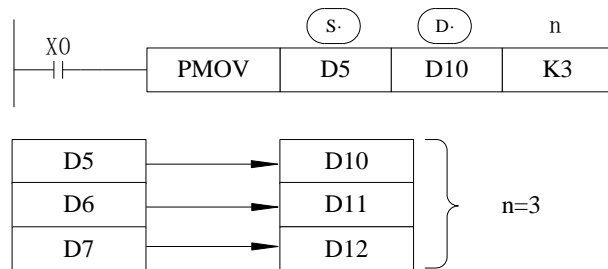 S· D· n
X0
PMOV D5 D10 K3
D5 D10
D6 D11 n=3
D7 D12